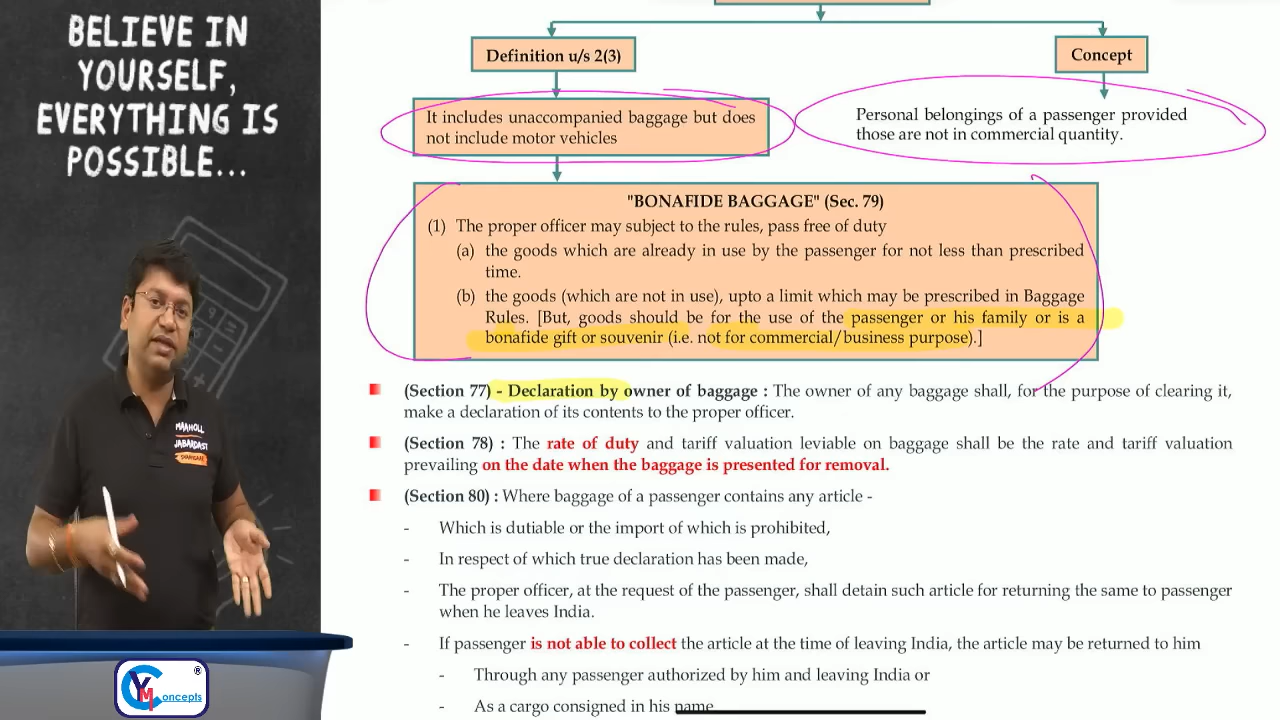 BELIEVE IN
YOURSELF,
EVERYTHING IS
POSSIBLE...
Definition u/s 2(3)
Concept
It includes unaccompanied baggage but does
not include motor vehicles
Personal belongings of a passenger provided
those are not in commercial quantity.
"BONAFIDE BAGGAGE" (Sec. 79)
(1) The proper officer may subject to the rules, pass free of duty
(a) the goods which are already in use by the passenger for not less than prescribed
time.
(b) the goods (which are not in use), upto a limit which may be prescribed in Baggage
Rules. [But, goods should be for the use of the passenger or his family or is a
bonafide gift or souvenir (i.e. not for commercial/business purpose).]
(Section 77) - Declaration by owner of baggage : The owner of any baggage shall, for the purpose of clearing it,
make a declaration of its contents to the proper officer.
(Section 78) : The rate of duty and tariff valuation leviable on baggage shall be the rate and tariff valuation
prevailing on the date when the baggage is presented for removal.
(Section 80) : Where baggage of a passenger contains any article -
- Which is dutiable or the import of which is prohibited,
- In respect of which true declaration has been made,
- The proper officer, at the request of the passenger, shall detain such article for returning the same to passenger
when he leaves India.
- If passenger is not able to collect the article at the time of leaving India, the article may be returned to him
- Through any passenger authorized by him and leaving India or
- As a cargo consigned in his name
MAAHOLL
JABARDAST
CYM oncepts ®